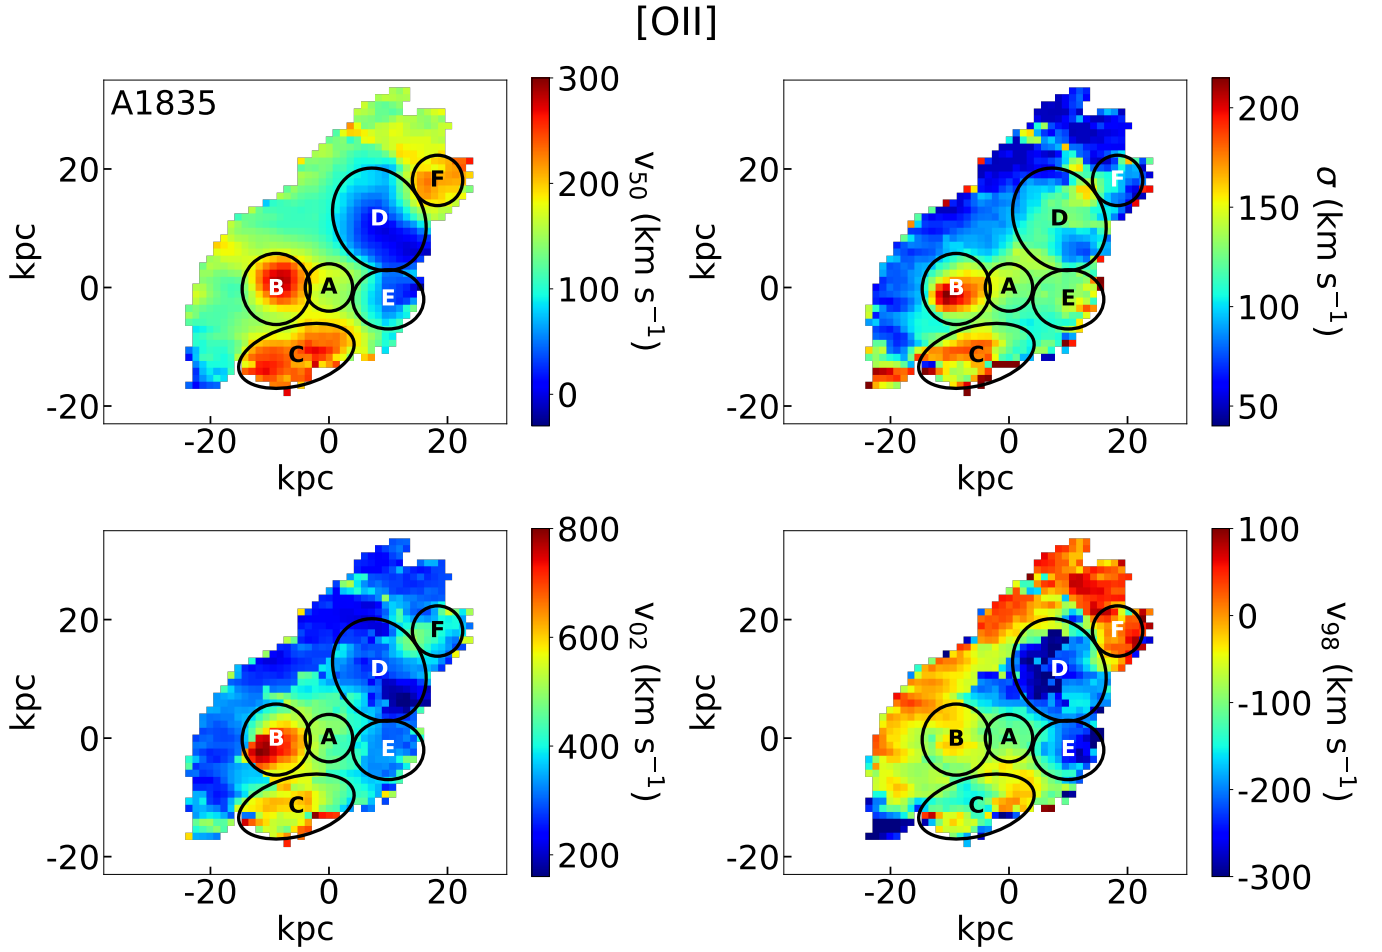 [OII]
A1835
kpc
20
0
-20
-20 0 20
kpc
A
B
C
D
E
F
300
200
100
0
v50 (km s−1)
kpc
20
0
-20
-20 0 20
kpc
A
B
C
D
E
F
200
150
100
50
σ (km s−1)
kpc
20
0
-20
-20 0 20
kpc
A
B
C
D
E
F
800
600
400
200
v02 (km s−1)
kpc
20
0
-20
-20 0 20
kpc
A
B
C
D
E
F
100
0
-100
-200
-300
v98 (km s−1)